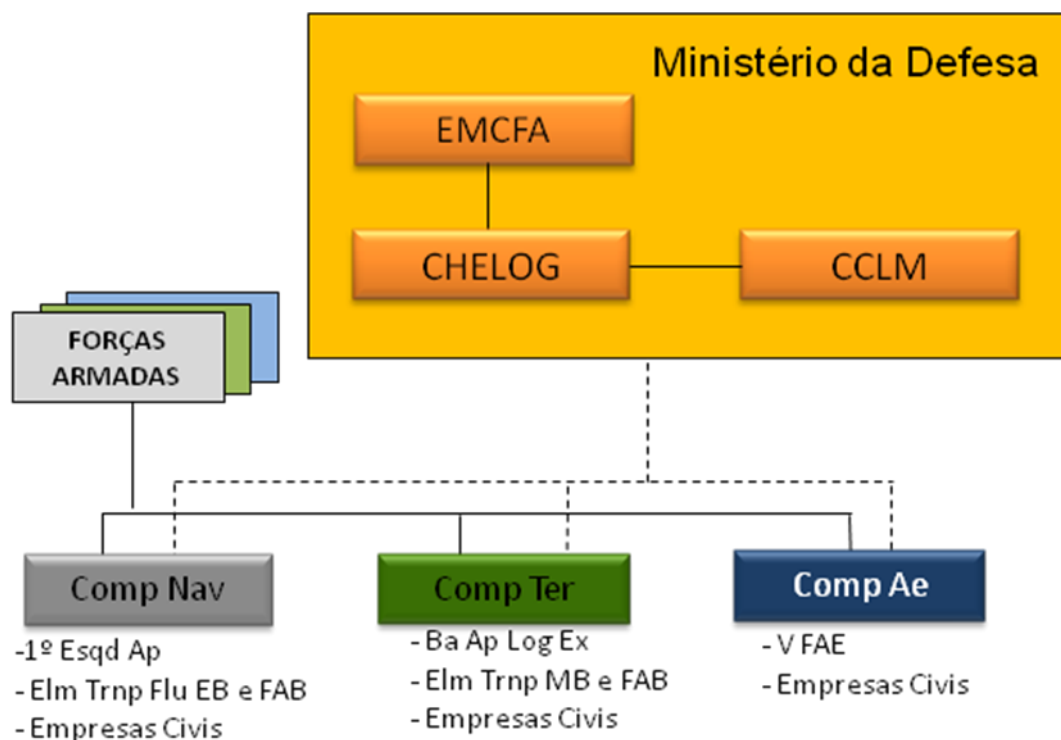 Ministério da Defesa
EMCFA
CHELOG
CCLM
FORÇAS
ARMADAS
Comp Nav
Comp Ter
Comp Ae
-1º Esqd Ap
- Elm Trnp Flu EB e FAB
- Empresas Civis
- Ba Ap Log Ex
- Elm Trnp MB e FAB
- Empresas Civis
- V FAE
- Empresas Civis